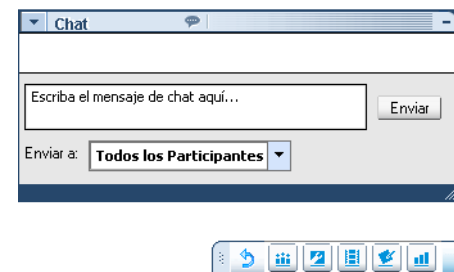 Chat
Escriba el mensaje de chat aquí...
Enviar
Enviar a: Todos los Participantes